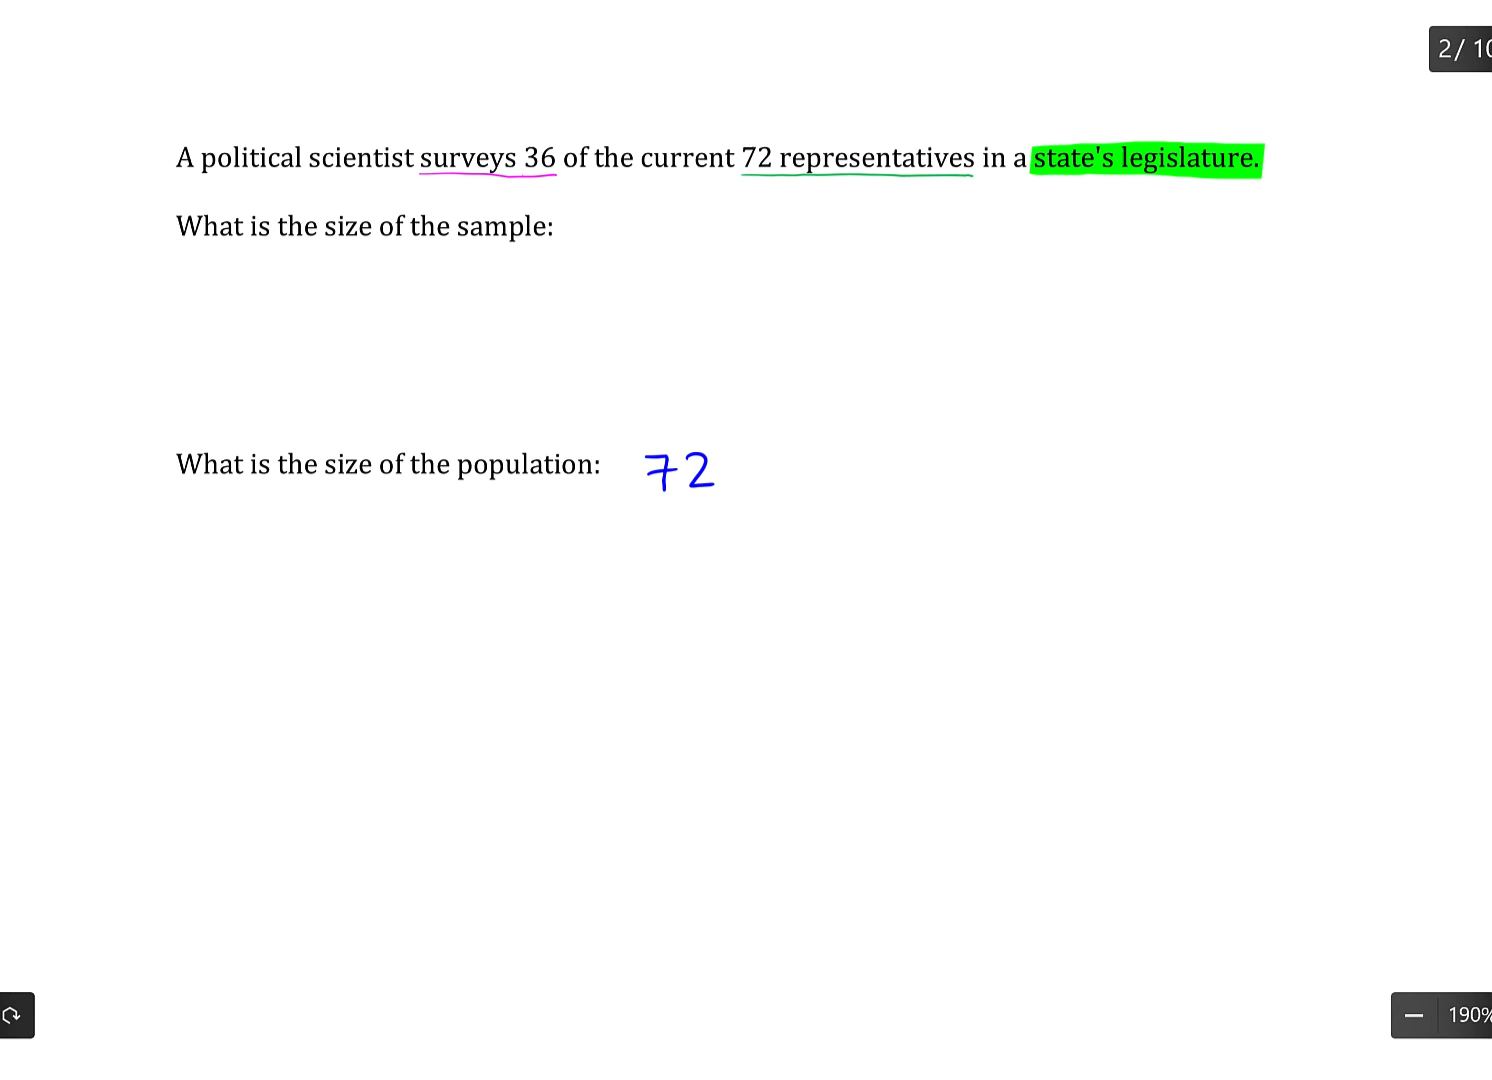 2/ 10
A political scientist surveys 36 of the current 72 representatives in a state's legislature.
What is the size of the sample:
What is the size of the population: 72
190%